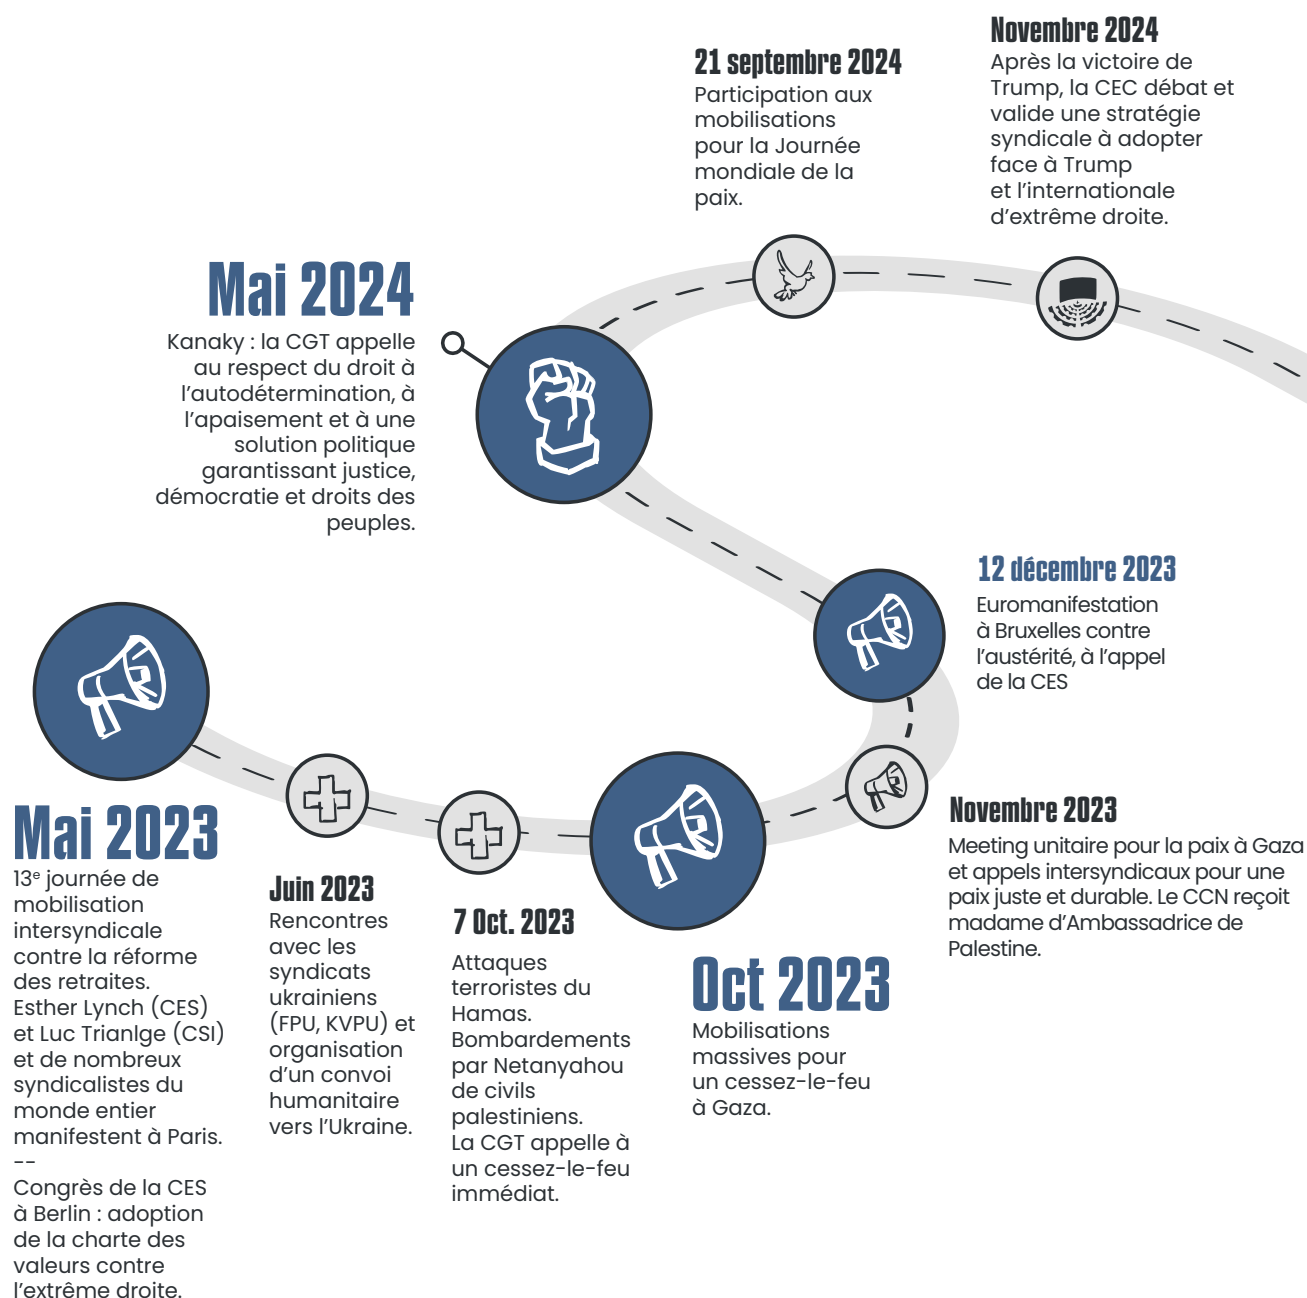 Mai 2023
13e journée de
mobilisation
intersyndicale
contre la réforme
des retraites.
Esther Lynch (CES)
et Luc Trianlge (CSI)
et de nombreux
syndicalistes du
monde entier
manifestent à Paris.
--
Congrès de la CES
à Berlin : adoption
de la charte des
valeurs contre
l'extrême droite.
Juin 2023
Rencontres
avec les
syndicats
ukrainiens
(FPU, KVPU) et
organisation
d'un convoi
humanitaire
vers l'Ukraine.
7 Oct. 2023
Attaques
terroristes du
Hamas.
Bombardements
par Netanyahou
de civils
palestiniens.
La CGT appelle à
un cessez-le-feu
immédiat.
Oct 2023
Mobilisations
massives pour
un cessez-le-feu
à Gaza.
Novembre 2023
Meeting unitaire pour la paix à Gaza
et appels intersyndicaux pour une
paix juste et durable. Le CCN reçoit
madame d'Ambassadrice de
Palestine.
12 décembre 2023
Euromanifestation
à Bruxelles contre
l'austérité, à l'appel
de la CES
Mai 2024
Kanaky : la CGT appelle
au respect du droit à
l'autodétermination, à
l'apaisement et à une
solution politique
garantissant justice,
démocratie et droits des
peuples.
21 septembre 2024
Participation aux
mobilisations
pour la Journée
mondiale de la
paix.
Novembre 2024
Après la victoire de
Trump, la CEC débat et
valide une stratégie
syndicale à adopter
face à Trump
et l'internationale
d'extrême droite.